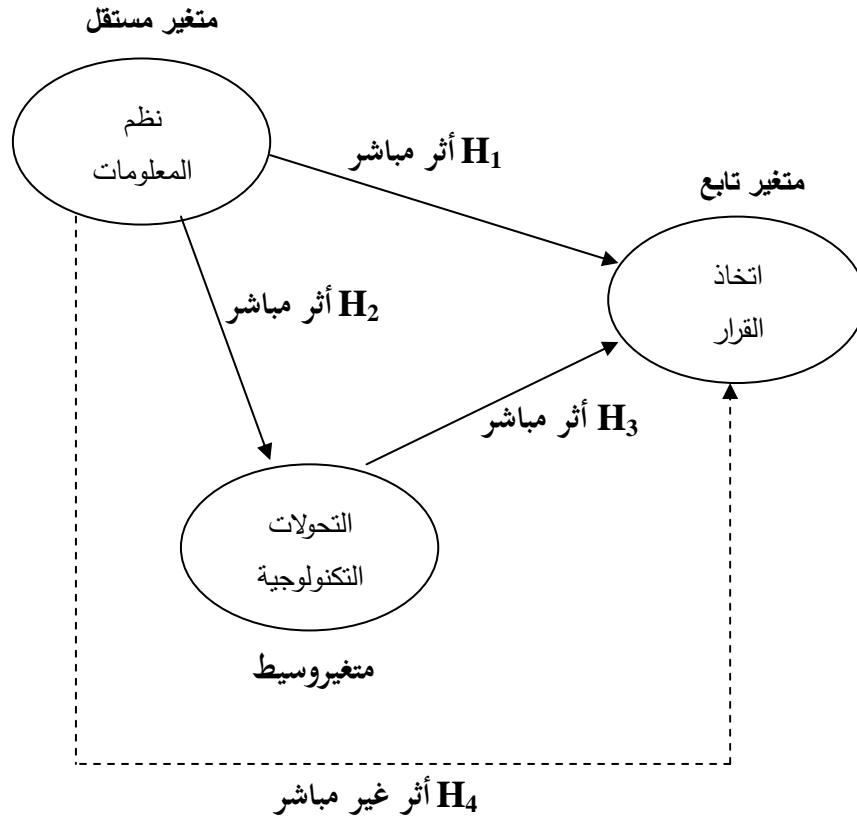 متغير مستقل
نظم
المعلومات
H₁ أثر مباشر
متغير تابع
اتخاذ
القرار
H₂ أثر مباشر
H₃ أثر مباشر
التحولات
التكنولوجية
متغيروسيط
H₄ أثر غير مباشر